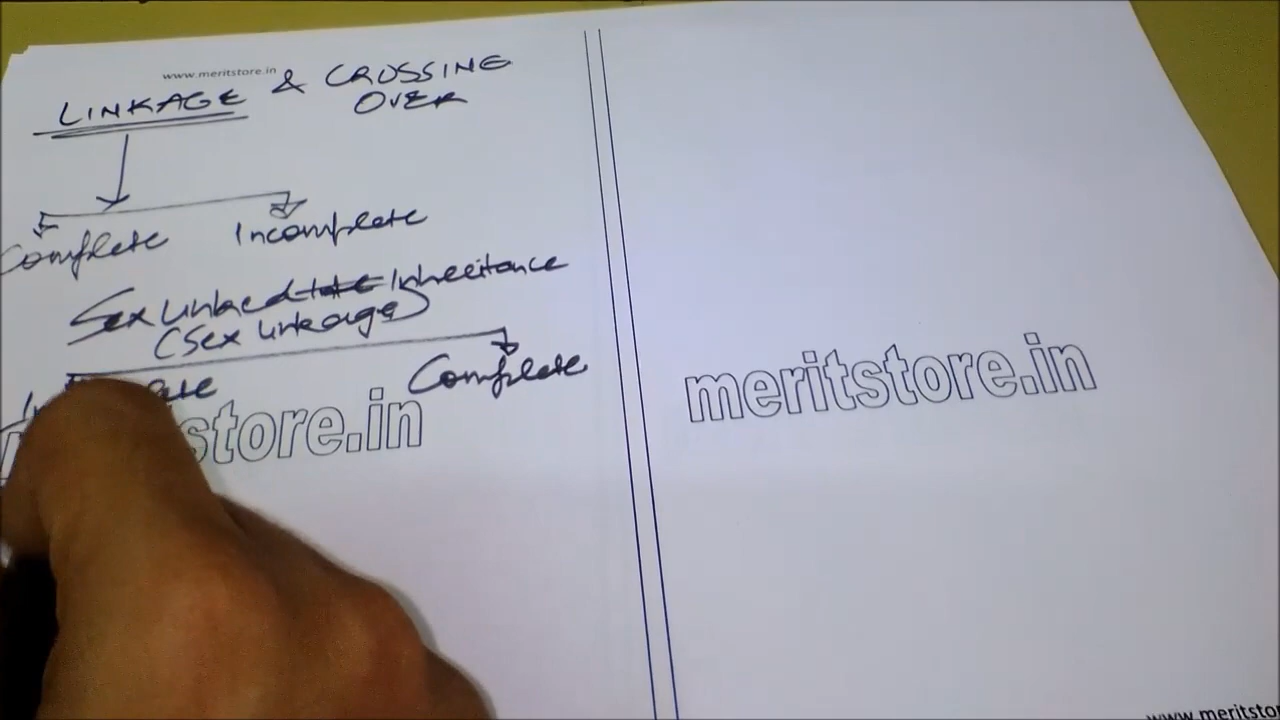 www.meritstore.in
LINKAGE & CROSSING
OVER
Complete Incomplete
Sex Linked Inheritance
(Sex Linkage)
Complete
store.in
meritstore.in
www.meritsto